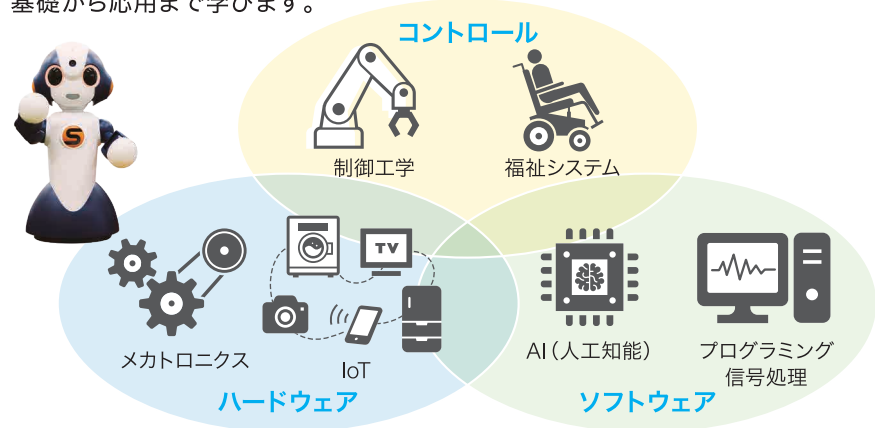 基礎から応用まで学びます。
コントロール
制御工学
福祉システム
S
TV
メカトロニクス
IoT
AI（人工知能）
プログラミング
信号処理
ハードウェア
ソフトウェア